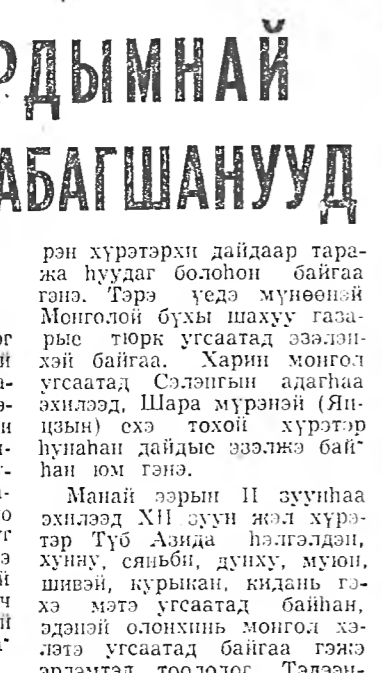 РДЫМНАЙ
АБАГШАНУУД
рэн хүрэтэрхи дайдаар тара-
жа һуудаг болоһон байгаа
гэнэ. Тэрэ үедэ мүнөөнэй
Монголой бүхы шахуу газа-
рые тюрк угсаатад эзэлэн-
хэй байгаа. Харин монгол
угсаатад Сэлэнгын адагһаа
эхилээд, Шара мүрэнэй (Ян-
цзын) ехэ тохой хүрэтэр
һунаһан дайдые эзэлжэ бай-
һан юм гэнэ.
Манай ээрын II зуунһаа
эхилээд XII зуун жэл хүрэ-
тэр Түб Азида һэлгэлдэн,
хунну, сяньби, дунху, муюн,
шивэй, курыкан, кидань гэ-
хэ мэтэ угсаатад байһан,
эдэнэй олонхинь монгол хэ-
лэтэ угсаатад байгаа гэжэ
эрдэмтэд тоолодог. Тэдээн-